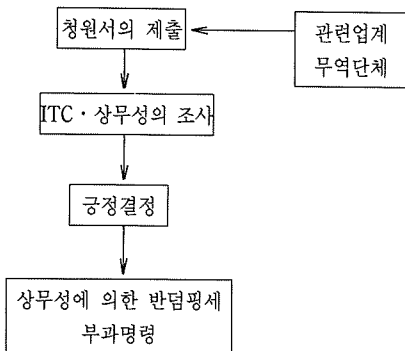 청원서의 제출
관련업계
무역단체
ITC · 상무성의 조사
긍정결정
상무성에 의한 반덤핑세
부과명령